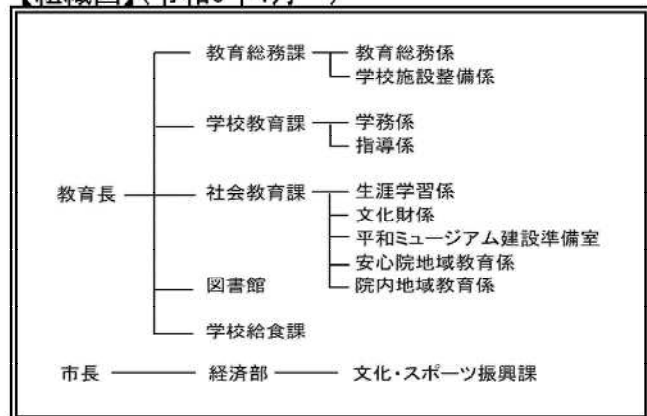 教育総務課 教育総務係
学校施設整備係
学校教育課 学務係
指導係
教育長 社会教育課 生涯学習係
文化財係
平和ミュージアム建設準備室
安心院地域教育係
図書館 院内地域教育係
学校給食課
市長 経済部 文化・スポーツ振興課